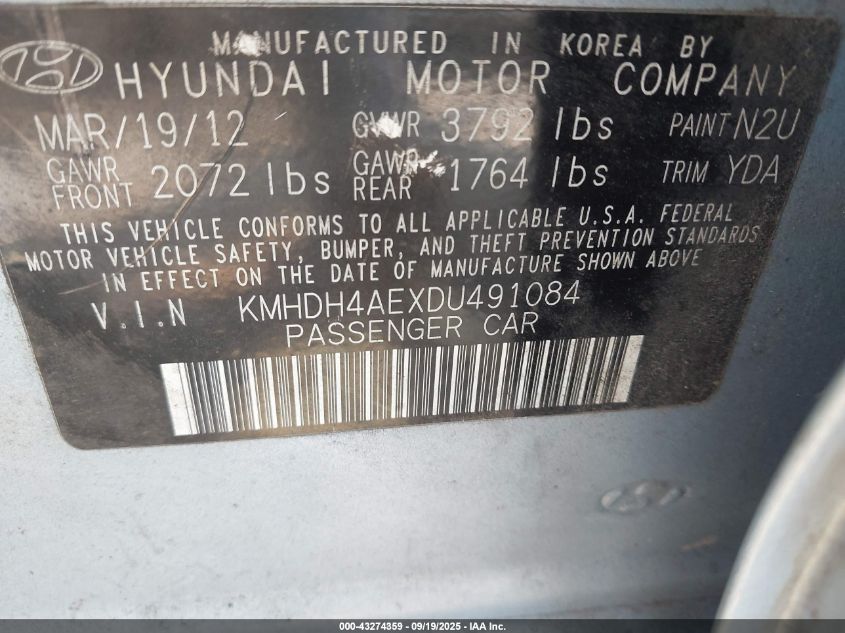 MANUFACTURED IN KOREA BY
HYUNDAI MOTOR COMPANY
MAR/19/12 GVWR 3792 lbs PAINT N2U
GAWR FRONT 2072 lbs GAWR REAR 1764 lbs TRIM YDA
THIS VEHICLE CONFORMS TO ALL APPLICABLE U.S.A. FEDERAL
MOTOR VEHICLE SAFETY, BUMPER, AND THEFT PREVENTION STANDARDS
IN EFFECT ON THE DATE OF MANUFACTURE SHOWN ABOVE
V.I.N KMHDH4AEXDU491084
PASSENGER CAR
000-43274359 - 09/19/2025 - IAA Inc.